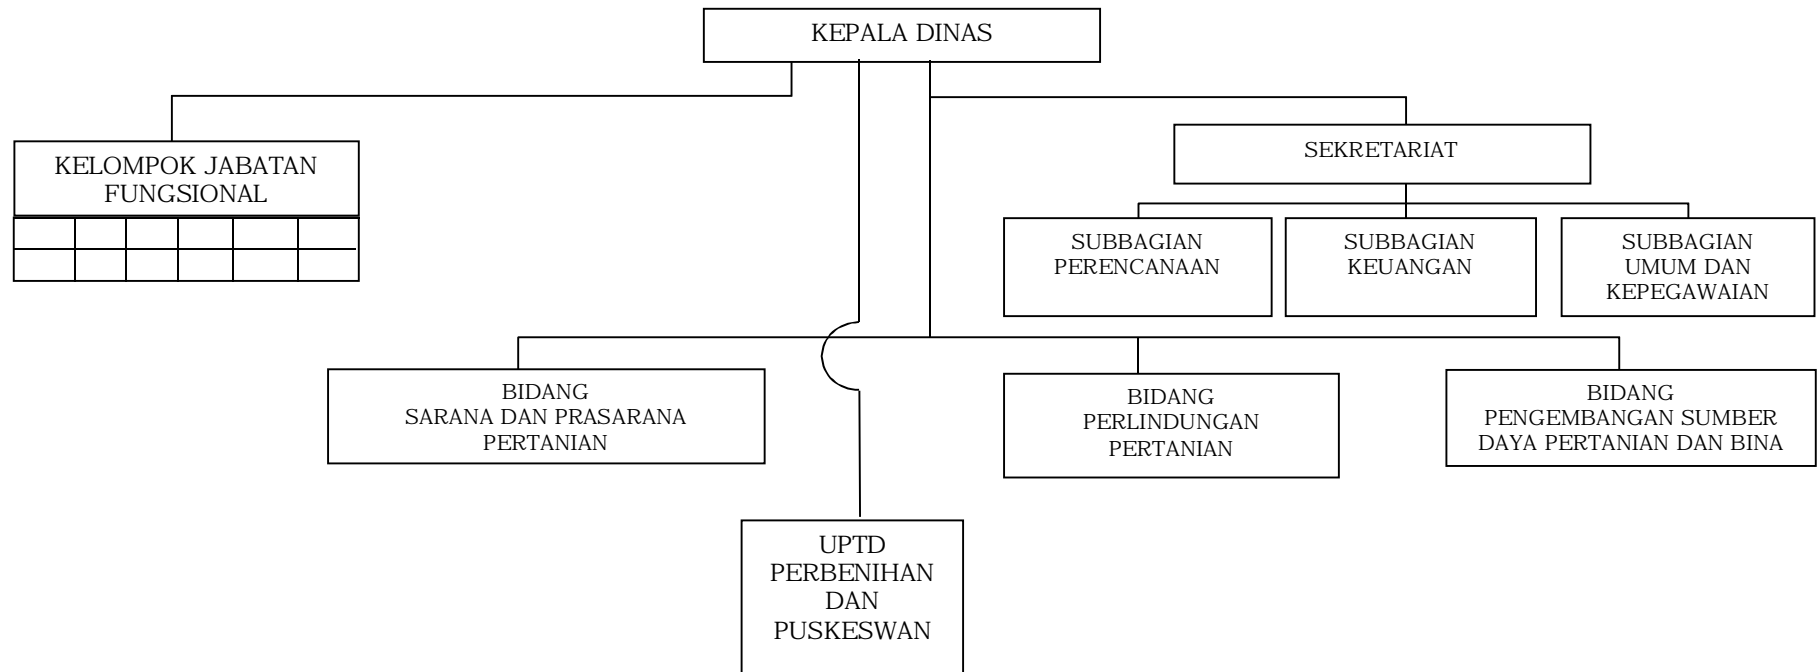 KEPALA DINAS
KELOMPOK JABATAN
FUNGSIONAL
SEKRETARIAT
SUBBAGIAN
PERENCANAAN
SUBBAGIAN
KEUANGAN
SUBBAGIAN
UMUM DAN
KEPEGAWAIAN
BIDANG
SARANA DAN PRASARANA
PERTANIAN
BIDANG
PERLINDUNGAN
PERTANIAN
BIDANG
PENGEMBANGAN SUMBER
DAYA PERTANIAN DAN BINA
UPTD
PERBENIHAN
DAN
PUSKESWAN